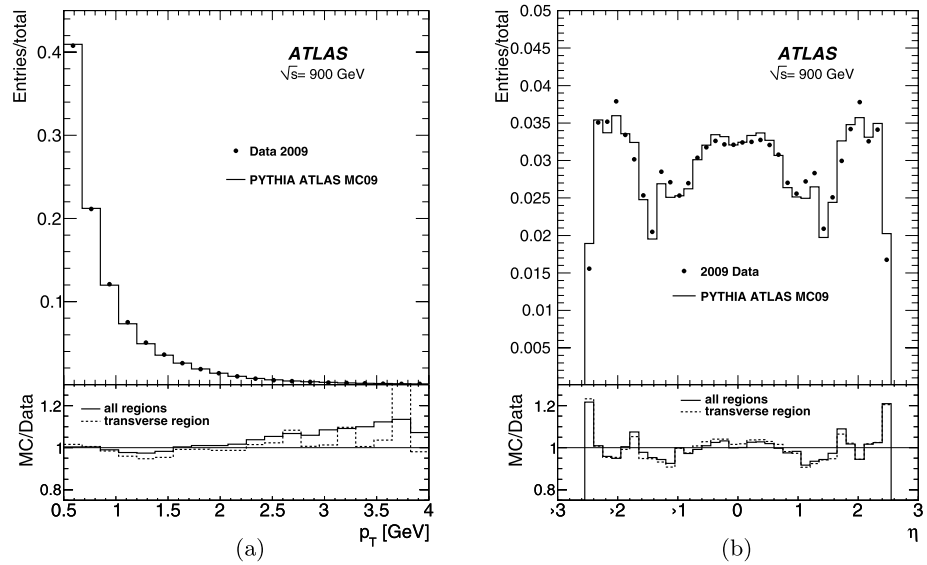 Entries/total
0.4
0.3
0.2
0.1
ATLAS
√s= 900 GeV
Data 2009
PYTHIA ATLAS MC09
MC/Data
1.2
1
0.8
all regions
transverse region
0.5 1 1.5 2 2.5 3 3.5 4
pT [GeV]
(a)
Entries/total
0.05
0.045
0.04
0.035
0.03
0.025
0.02
0.015
0.01
0.005
ATLAS
√s= 900 GeV
2009 Data
PYTHIA ATLAS MC09
MC/Data
1.2
1
0.8
all regions
transverse region
›3 ›2 ›1 0 1 2 3
η
(b)